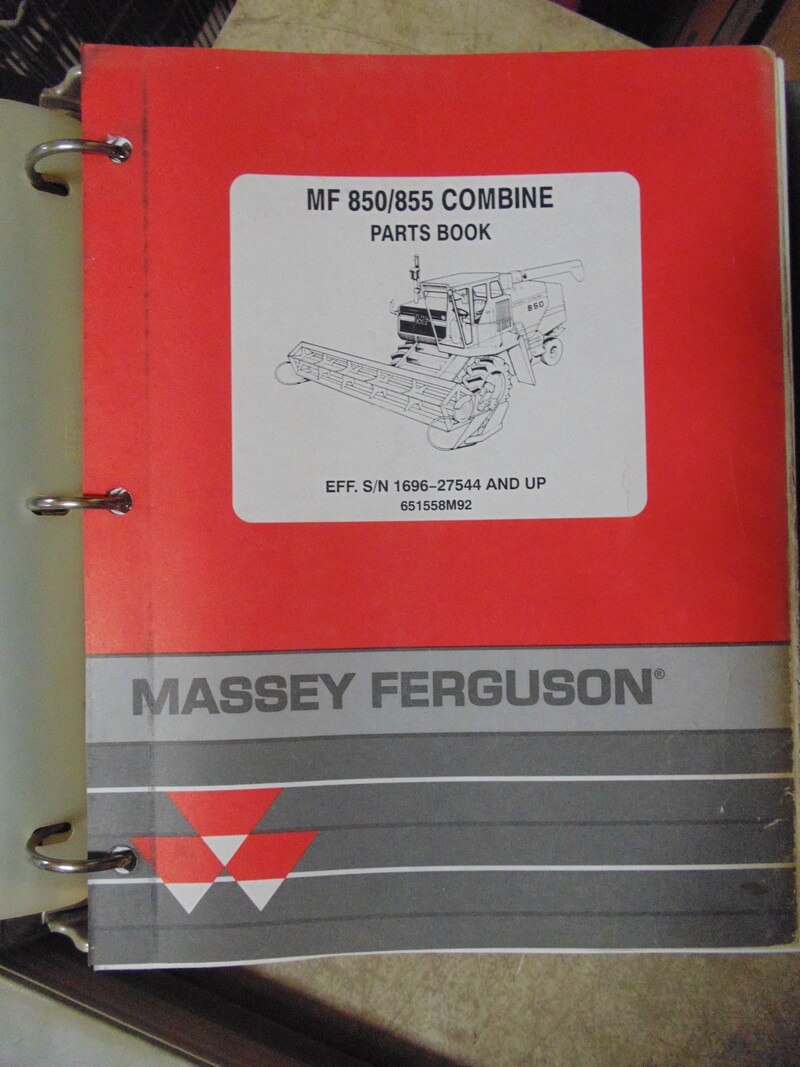 MF 850/855 COMBINE
PARTS BOOK
850
EFF. S/N 1696-27544 AND UP
651558M92
MASSEY FERGUSON®